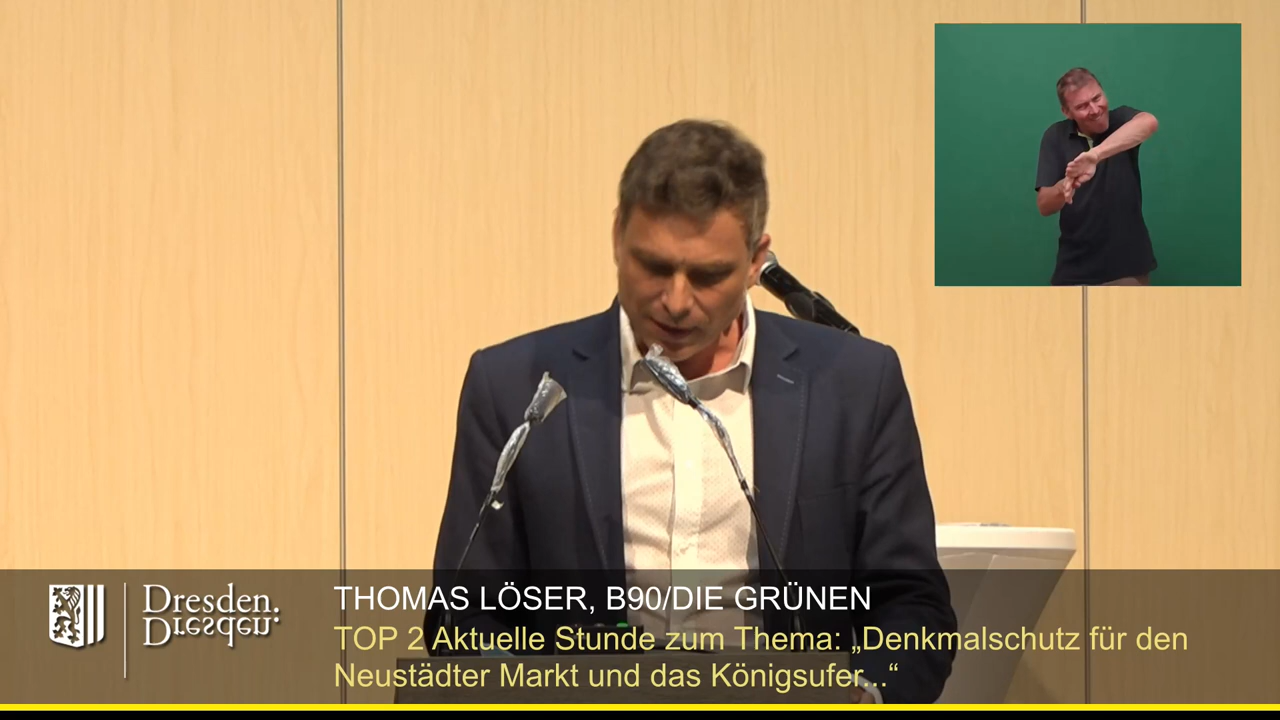 Dresden.
Dresden.
THOMAS LÖSER, B90/DIE GRÜNEN
TOP 2 Aktuelle Stunde zum Thema: „Denkmalschutz für den
Neustädter Markt und das Königsufer...“